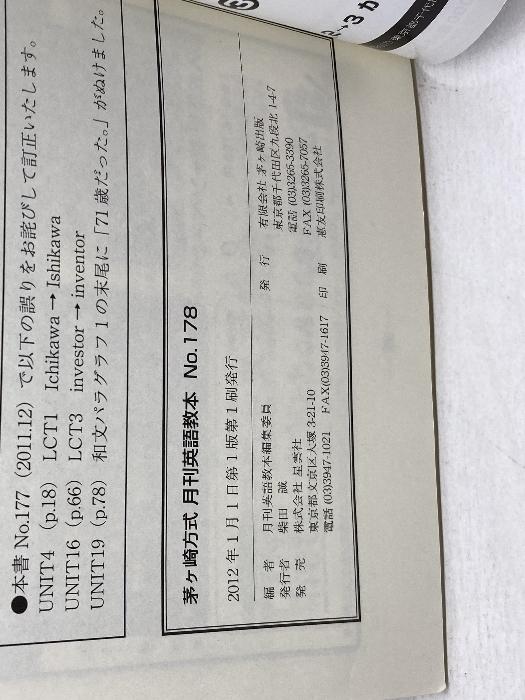 ●本書 No.177（2011.12）で以下の誤りをお詫びして訂正いたします。
UNIT4 (p.18) LCT1 Ichikawa → Ishikawa
UNIT16 (p.66) LCT3 investor → inventor
UNIT19 (p.78) 和文パラグラフ1の末尾に「71歳だった。」がぬけました。
茅ヶ崎方式 月刊英語教本 No.178
2012年1月1日第1版第1刷発行
編 者 月刊英語教本編集委員
発行者 柴田 誠
発 売 株式会社 星雲社
東京都文京区大塚 3-21-10
電話 (03)3947-1021 FAX(03)3947-1617
発 行 有限会社 茅ヶ崎出版
東京都千代田区九段北 1-4-7
電話 (03)3265-3390
FAX (03)3265-7057
印 刷 恵友印刷株式会社
2→3 か